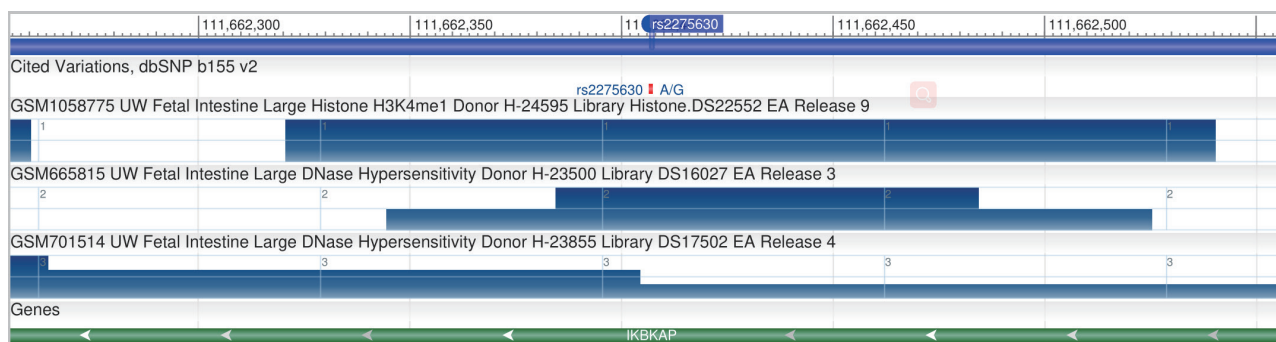 111,662,300 111,662,350 11 rs2275630 111,662,450 111,662,500
Cited Variations, dbSNP b155 v2
rs2275630 A/G
GSM1058775 UW Fetal Intestine Large Histone H3K4me1 Donor H-24595 Library Histone.DS22552 EA Release 9
1 1 1 1 1
GSM665815 UW Fetal Intestine Large DNase Hypersensitivity Donor H-23500 Library DS16027 EA Release 3
2 2 2 2 2
GSM701514 UW Fetal Intestine Large DNase Hypersensitivity Donor H-23855 Library DS17502 EA Release 4
3 3 3 3 3
Genes
IKBKAP